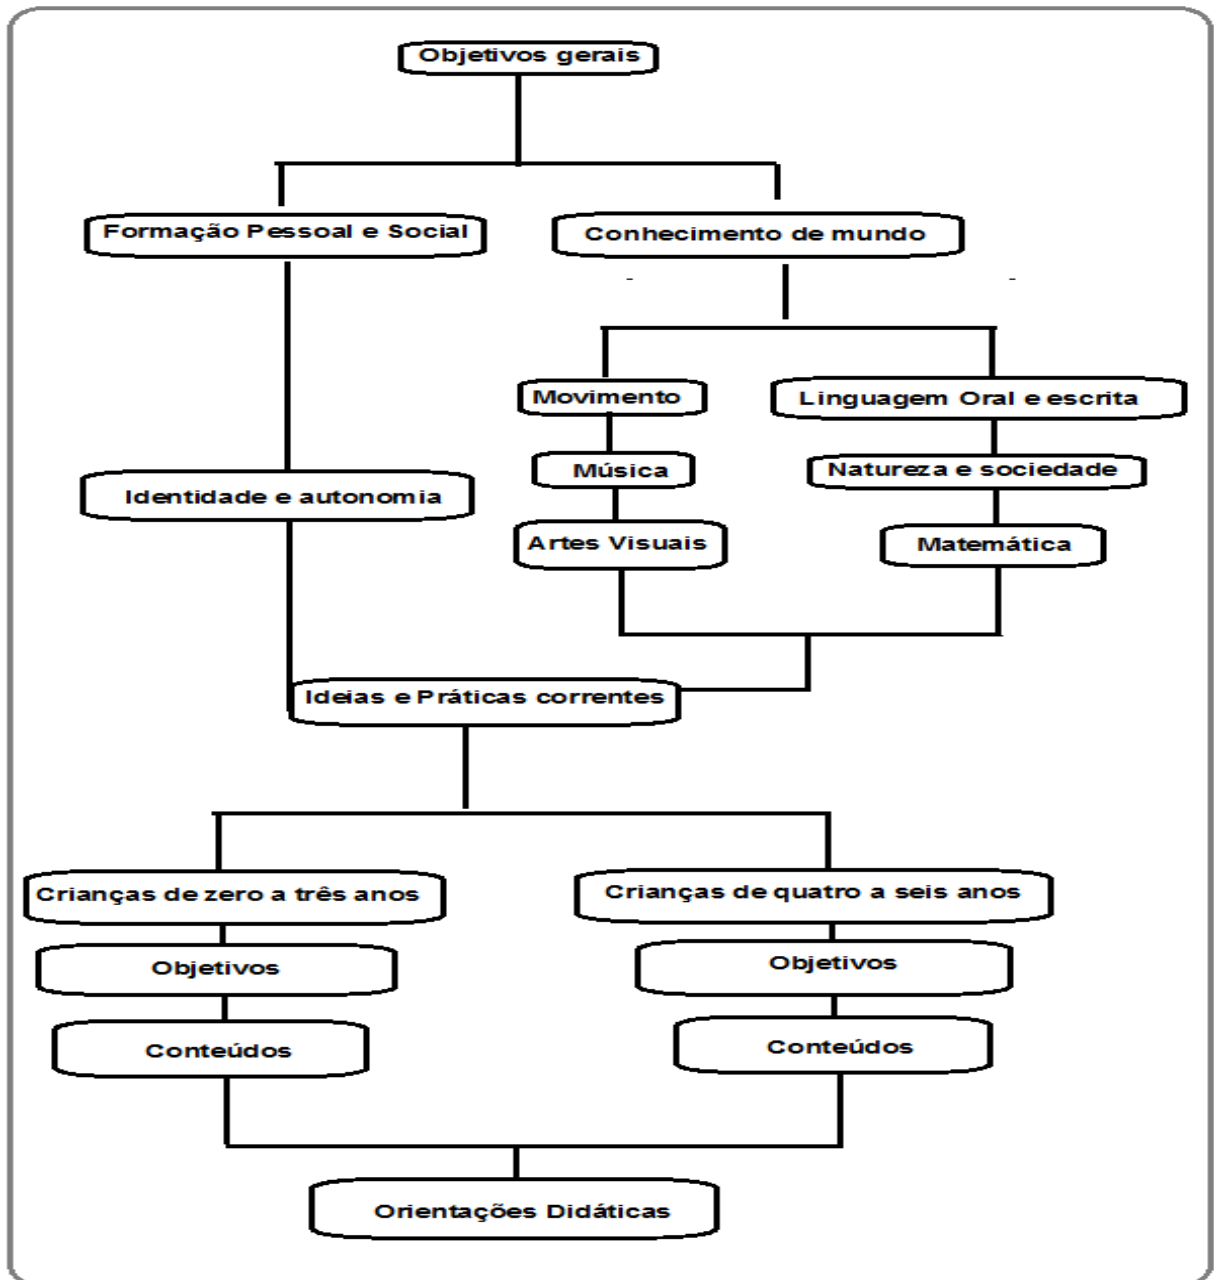 Objetivos gerais
Formação Pessoal e Social
Conhecimento de mundo
Movimento
Linguagem Oral e escrita
Música
Natureza e sociedade
Identidade e autonomia
Artes Visuais
Matemática
Ideias e Práticas correntes
Crianças de zero a três anos
Crianças de quatro a seis anos
Objetivos
Objetivos
Conteúdos
Conteúdos
Orientações Didáticas